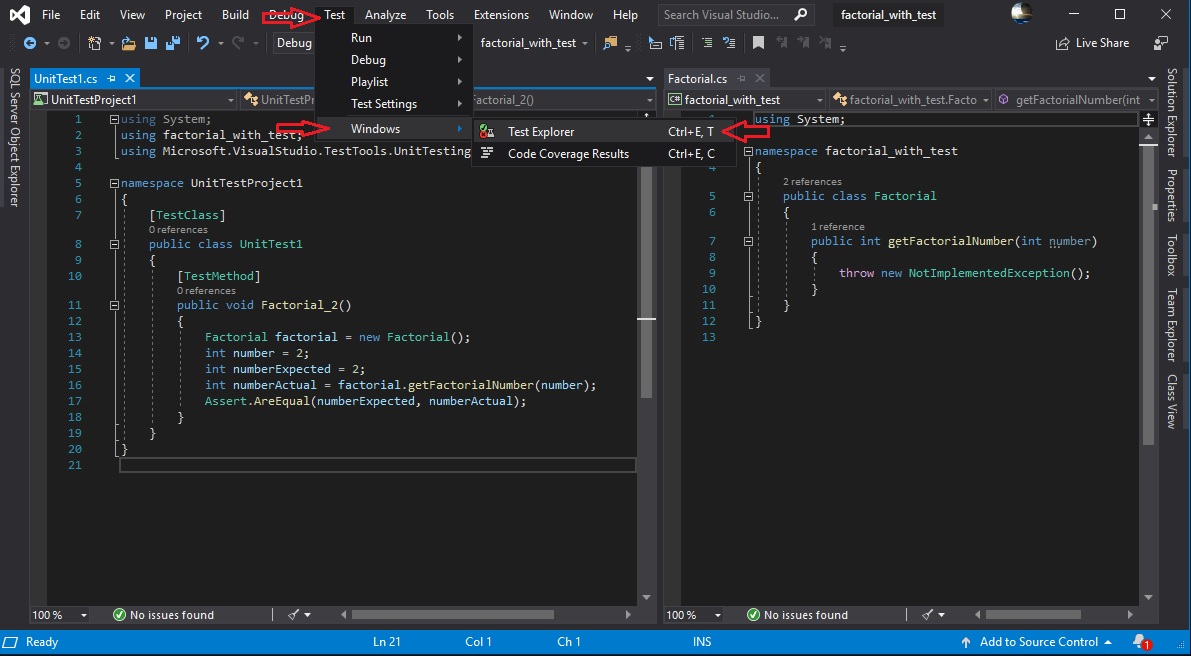 File Edit View Project Build Debug Test Analyze Tools Extensions Window Help Search Visual Studio... factorial_with_test
Debug factorial_with_test Live Share
Run
Debug
Playlist
Test Settings
Windows
Test Explorer Ctrl+E, T
Code Coverage Results Ctrl+E, C
SQL Server Object Explorer
UnitTest1.cs
UnitTestProject1 UnitTestPr Factorial_2()
1 using System;
2 using factorial_with_test;
3 using Microsoft.VisualStudio.TestTools.UnitTesting
4
5 namespace UnitTestProject1
6 {
7 [TestClass]
0 references
8 public class UnitTest1
9 {
10 [TestMethod]
0 references
11 public void Factorial_2()
12 {
13 Factorial factorial = new Factorial();
14 int number = 2;
15 int numberExpected = 2;
16 int numberActual = factorial.getFactorialNumber(number);
17 Assert.AreEqual(numberExpected, numberActual);
18 }
19 }
20 }
21
100 % No issues found
Factorial.cs
factorial_with_test factorial_with_test.Facto getFactorialNumber(int
using System;
namespace factorial_with_test
4 {
2 references
5 public class Factorial
6 {
1 reference
7 public int getFactorialNumber(int number)
8 {
9 throw new NotImplementedException();
10 }
11 }
12 }
13
100 % No issues found
Solution Explorer
Properties
Toolbox
Team Explorer
Class View
Ready Ln 21 Col 1 Ch 1 INS Add to Source Control 1